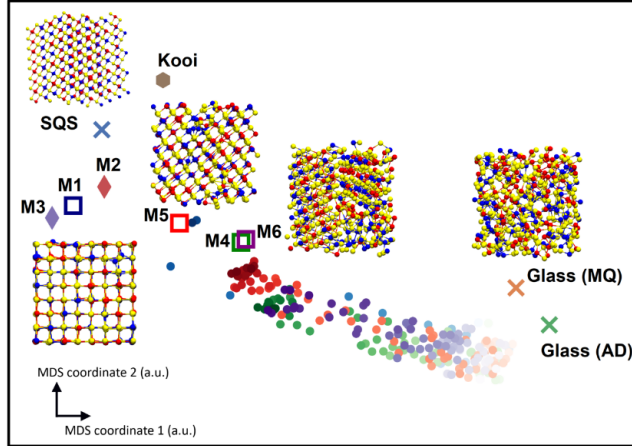 Kooi
SQS
M2
M1
M3
M5
M4
M6
Glass (MQ)
Glass (AD)
MDS coordinate 2 (a.u.)
MDS coordinate 1 (a.u.)